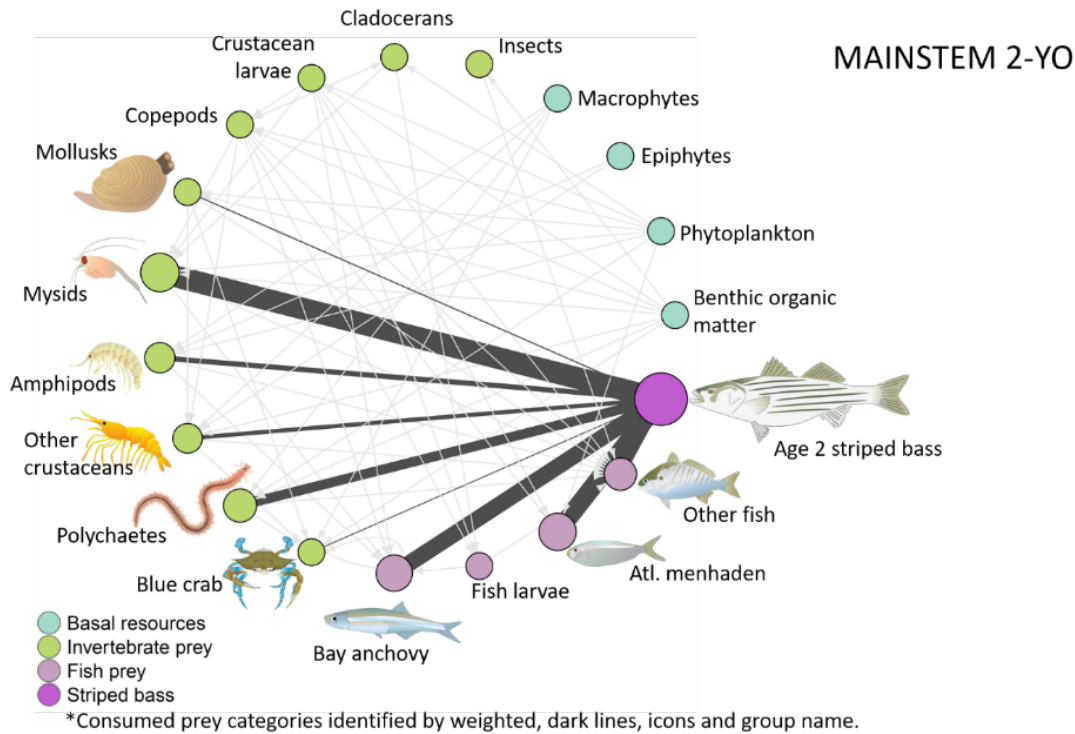 Cladocerans
MAINSTEM 2-YO
Crustacean
larvae
Insects
Macrophytes
Copepods
Mollusks
Epiphytes
Phytoplankton
Mysids
Benthic organic
matter
Amphipods
Age 2 striped bass
Other
crustaceans
Other fish
Polychaetes
Atl. menhaden
Blue crab
Fish larvae
Bay anchovy
Basal resources
Invertebrate prey
Fish prey
Striped bass
*Consumed prey categories identified by weighted, dark lines, icons and group name.